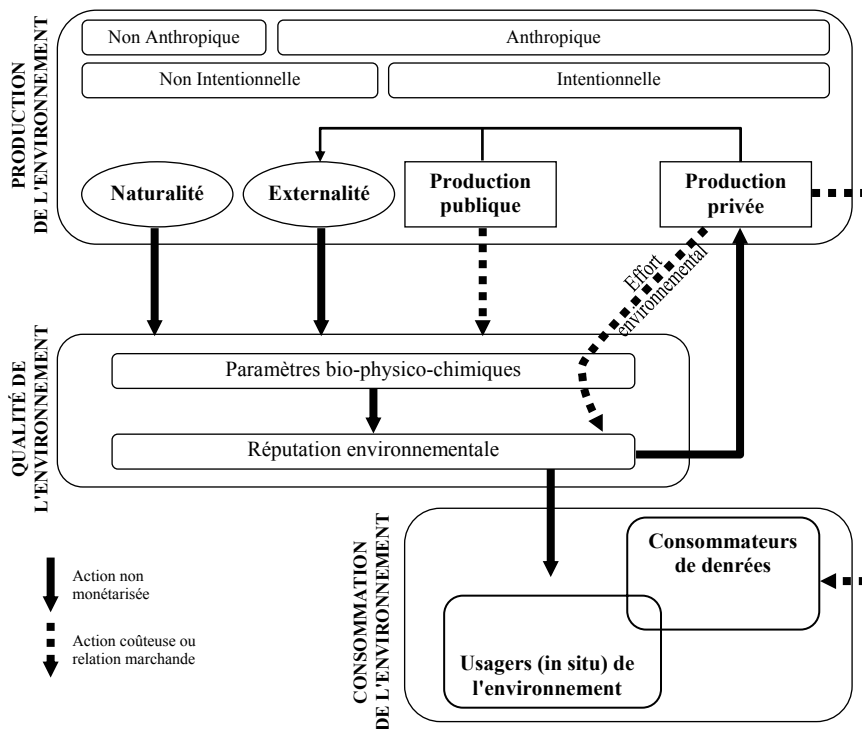 PRODUCTION
DE L'ENVIRONNEMENT
Non Anthropique
Anthropique
Non Intentionnelle
Intentionnelle
Naturalité
Externalité
Production
publique
Production
privée
Effort
environnemental
QUALITÉ DE
L'ENVIRONNEMENT
Paramètres bio-physico-chimiques
Réputation environnementale
CONSOMMATION
DE L'ENVIRONNEMENT
Consommateurs
de denrées
Usagers (in situ) de
l'environnement
Action non
monétarisée
Action coûteuse ou
relation marchande